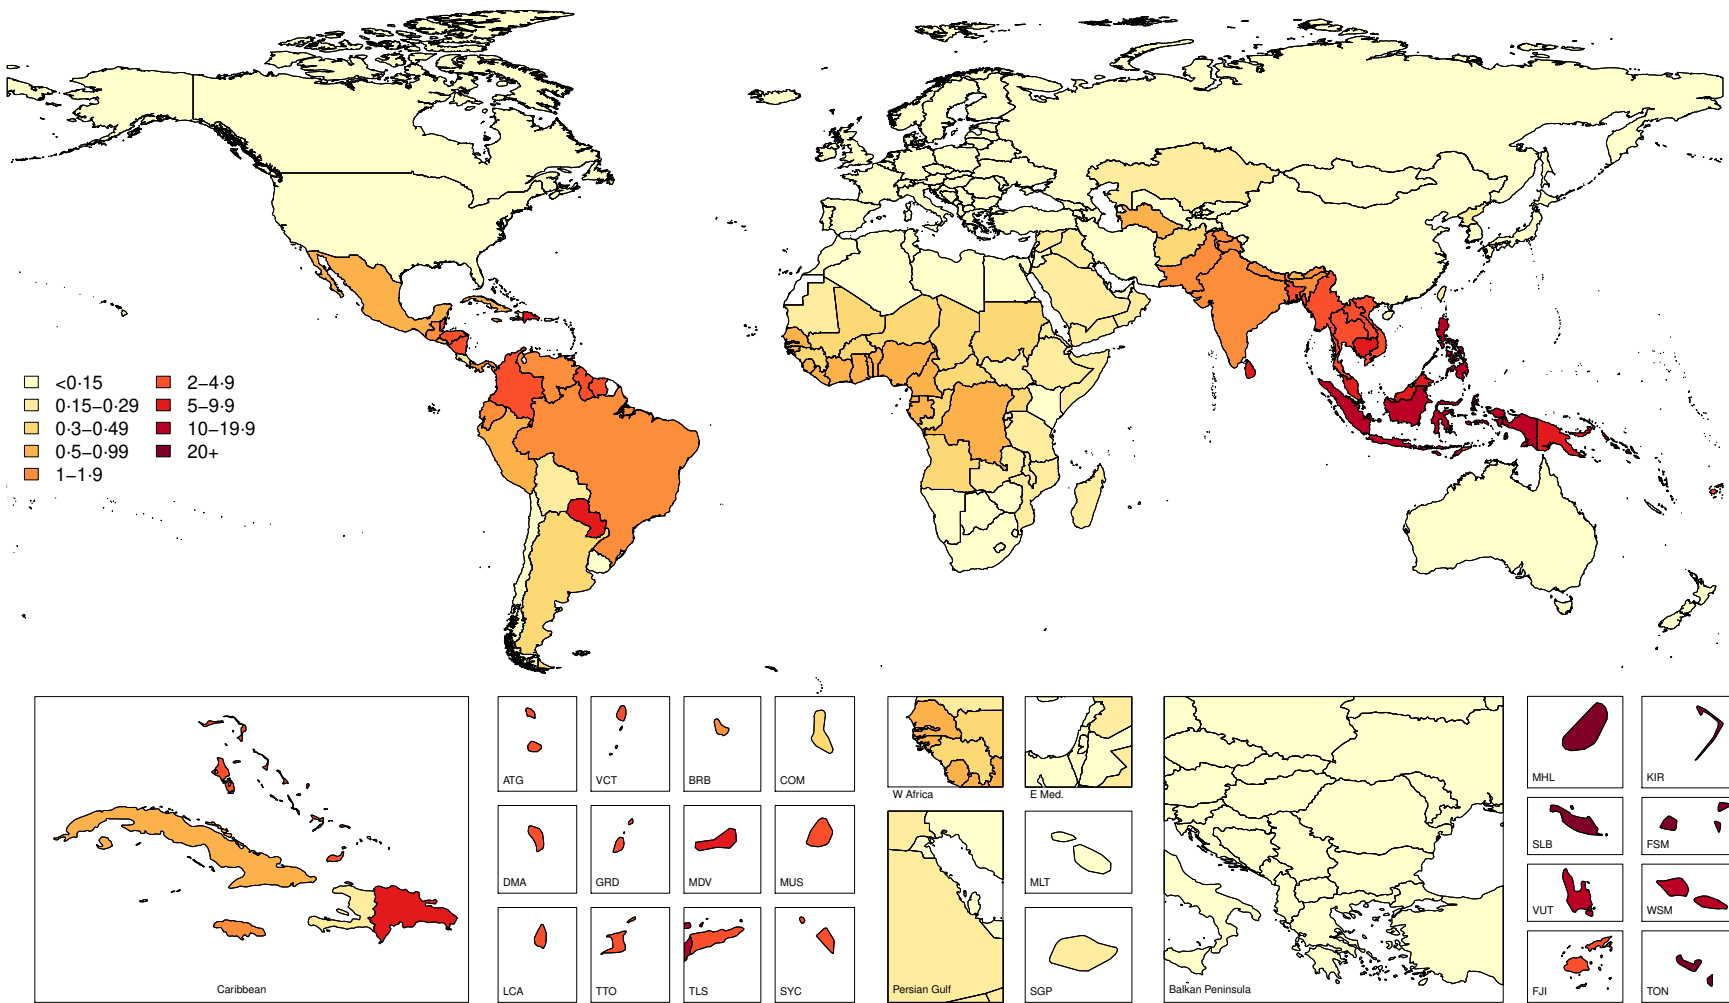 <0·15
0·15–0·29
0·3–0·49
0·5–0·99
1–1·9
2–4·9
5–9·9
10–19·9
20+
Caribbean
ATG
VCT
BRB
COM
DMA
GRD
MDV
MUS
LCA
TTO
TLS
SYC
W Africa
E Med.
Persian Gulf
MLT
SGP
Balkan Peninsula
MHL
KIR
SLB
FSM
VUT
WSM
FJI
TON